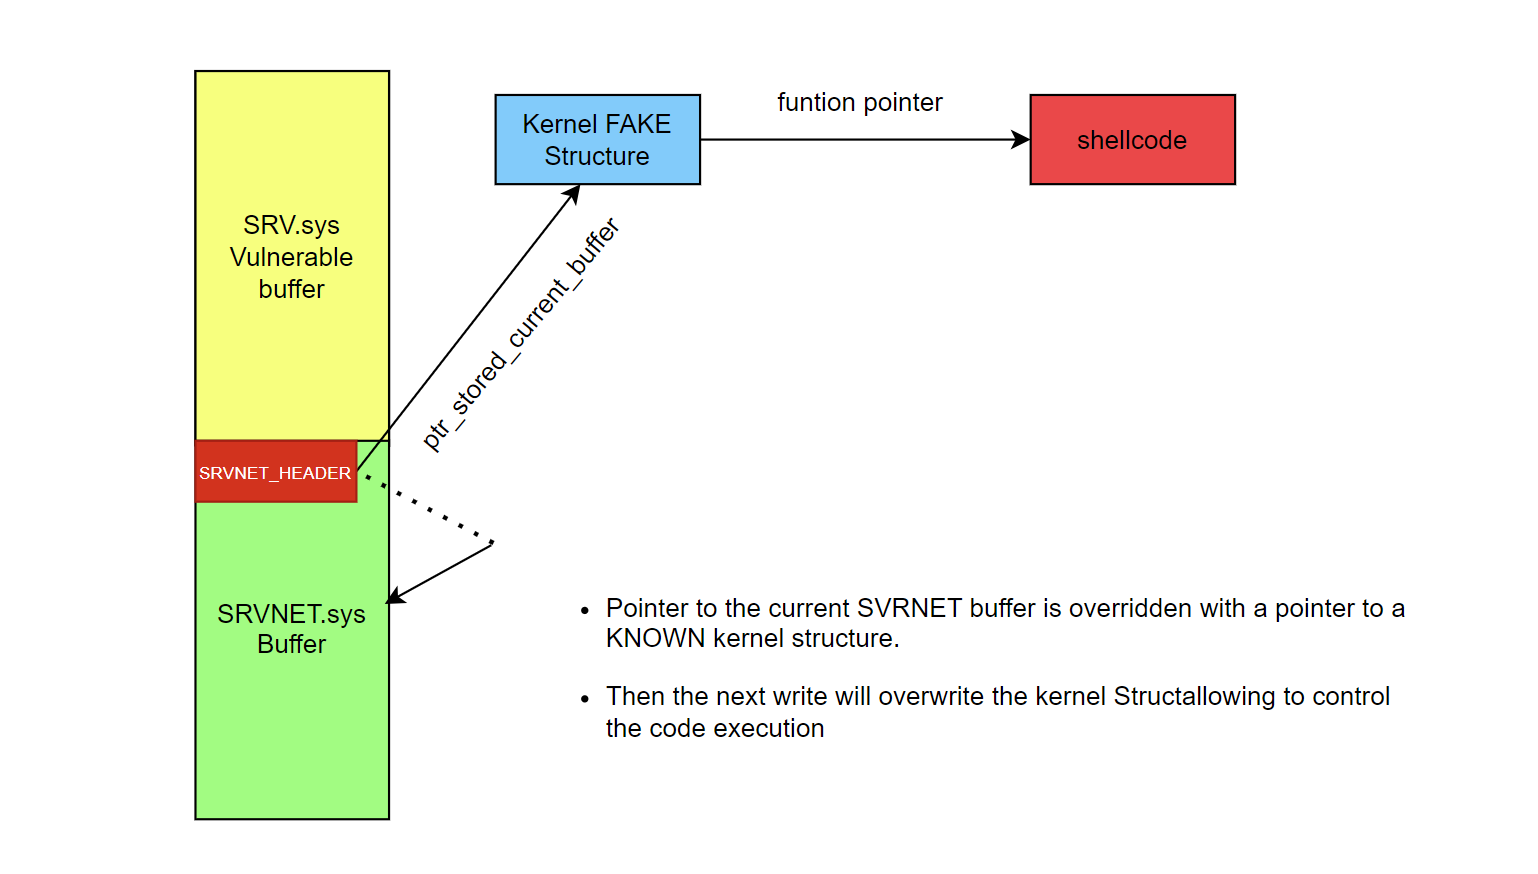 funtion pointer
Kernel FAKE
Structure
shellcode
SRV.sys
Vulnerable
buffer
ptr_stored_current_buffer
SRVNET_HEADER
SRVNET.sys
Buffer
• Pointer to the current SVRNET buffer is overridden with a pointer to a
KNOWN kernel structure.
• Then the next write will overwrite the kernel Structallowing to control
the code execution